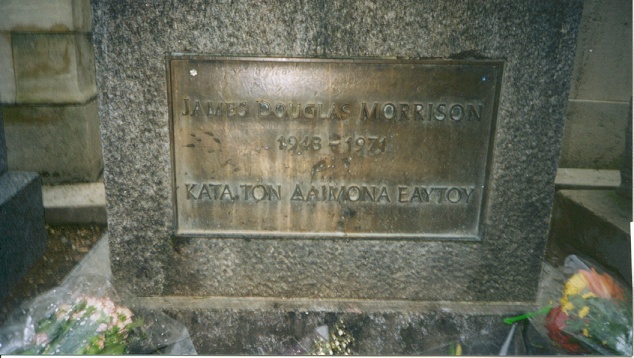 JAMES DOUGLAS MORRISON
1943 - 1971
ΚΑΤΑ ΤΟΝ ΔΑΙΜΟΝΑ ΕΑΥΤΟΥ